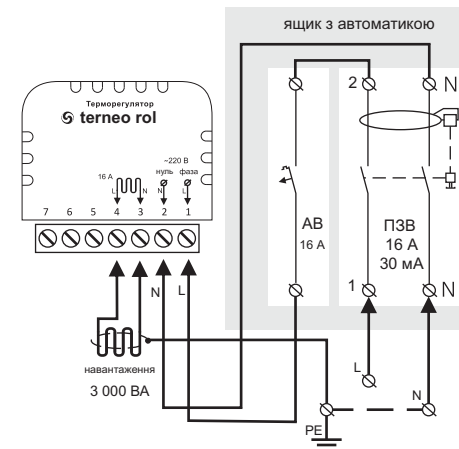 ящик з автоматикою
2
N
Терморегулятор
terneo rol
~220 В
16 А
нуль фаза
L N N L
7 6 5 4 3 2 1
АВ
16 А
ПЗВ
16 А
30 мА
1
N
N
L
навантаження
3 000 ВА
L
N
PE